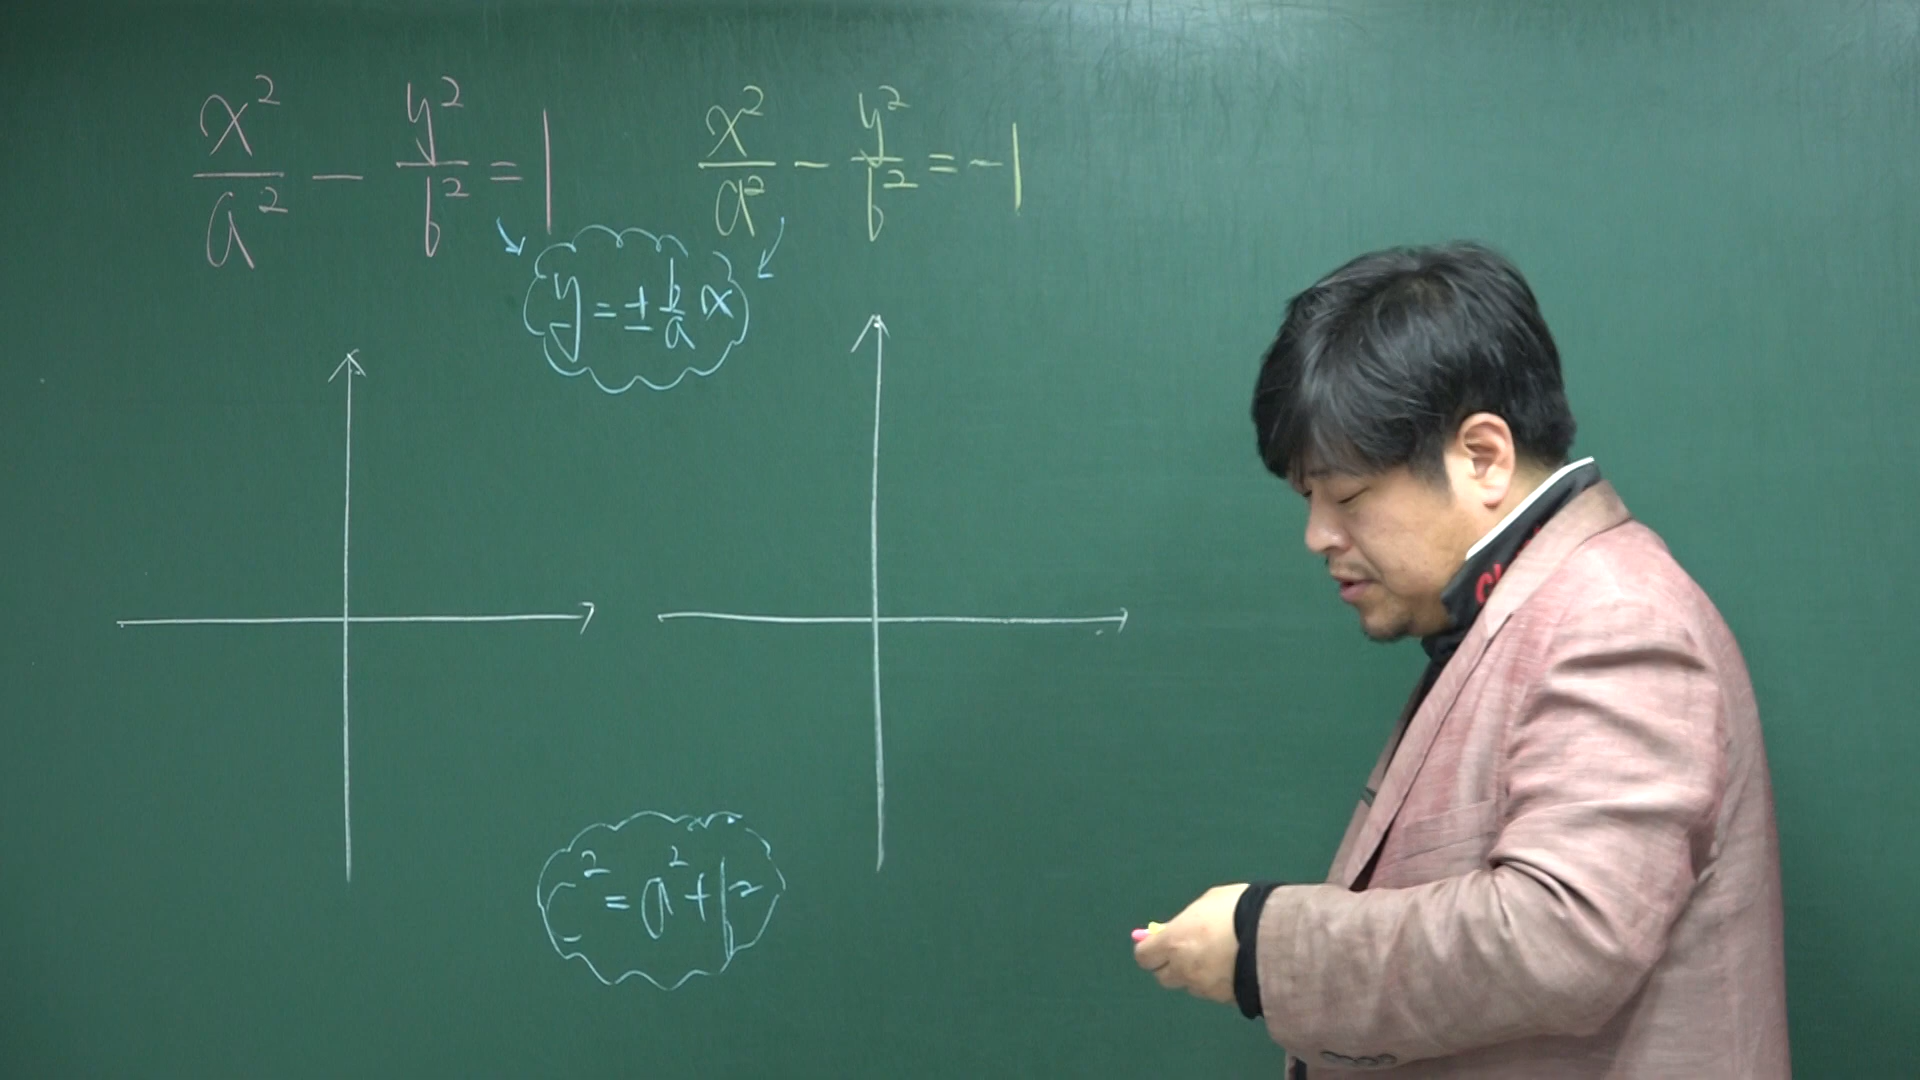 x²/a² - y²/b² = 1
x²/a² - y²/b² = -1
y = ± b/a x
c² = a² + b²